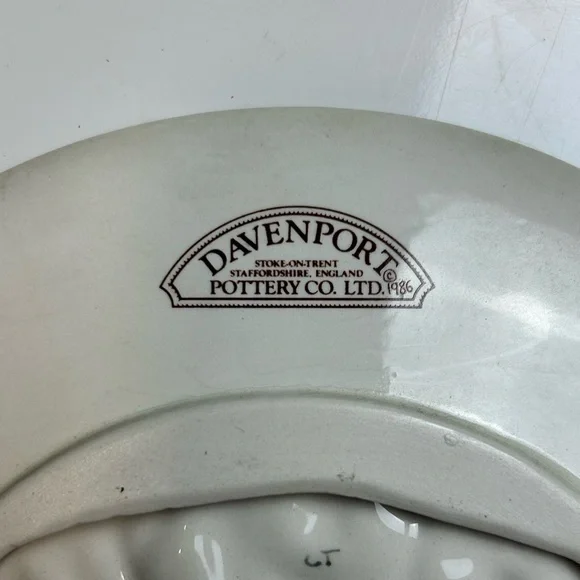 DAVENPORT
STOKE-ON-TRENT
STAFFORDSHIRE, ENGLAND
POTTERY CO. LTD. © 1986